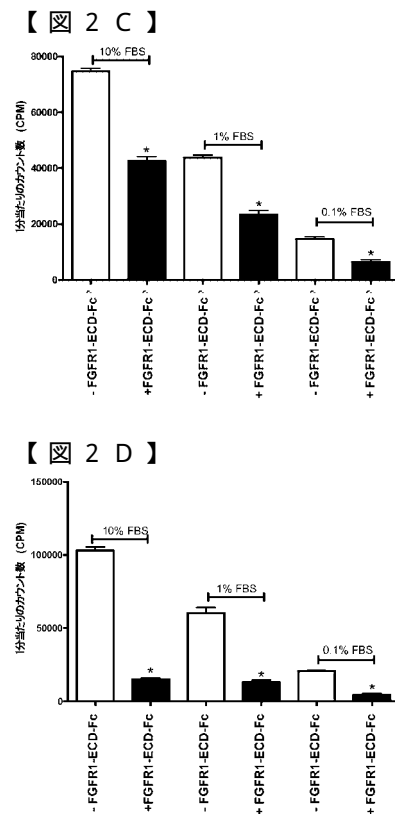 【図２Ｃ】
1分当たりのカウント数 (CPM)
80000
60000
40000
20000
0
10% FBS
1% FBS
0.1% FBS
*
*
*
- FGFR1-ECD-Fc
+FGFR1-ECD-Fc
- FGFR1-ECD-Fc
+ FGFR1-ECD-Fc
- FGFR1-ECD-Fc
+ FGFR1-ECD-Fc
【図２Ｄ】
1分当たりのカウント数 (CPM)
150000
100000
50000
0
10% FBS
1% FBS
0.1% FBS
*
*
*
- FGFR1-ECD-Fc
+FGFR1-ECD-Fc
- FGFR1-ECD-Fc
+ FGFR1-ECD-Fc
- FGFR1-ECD-Fc
+ FGFR1-ECD-Fc